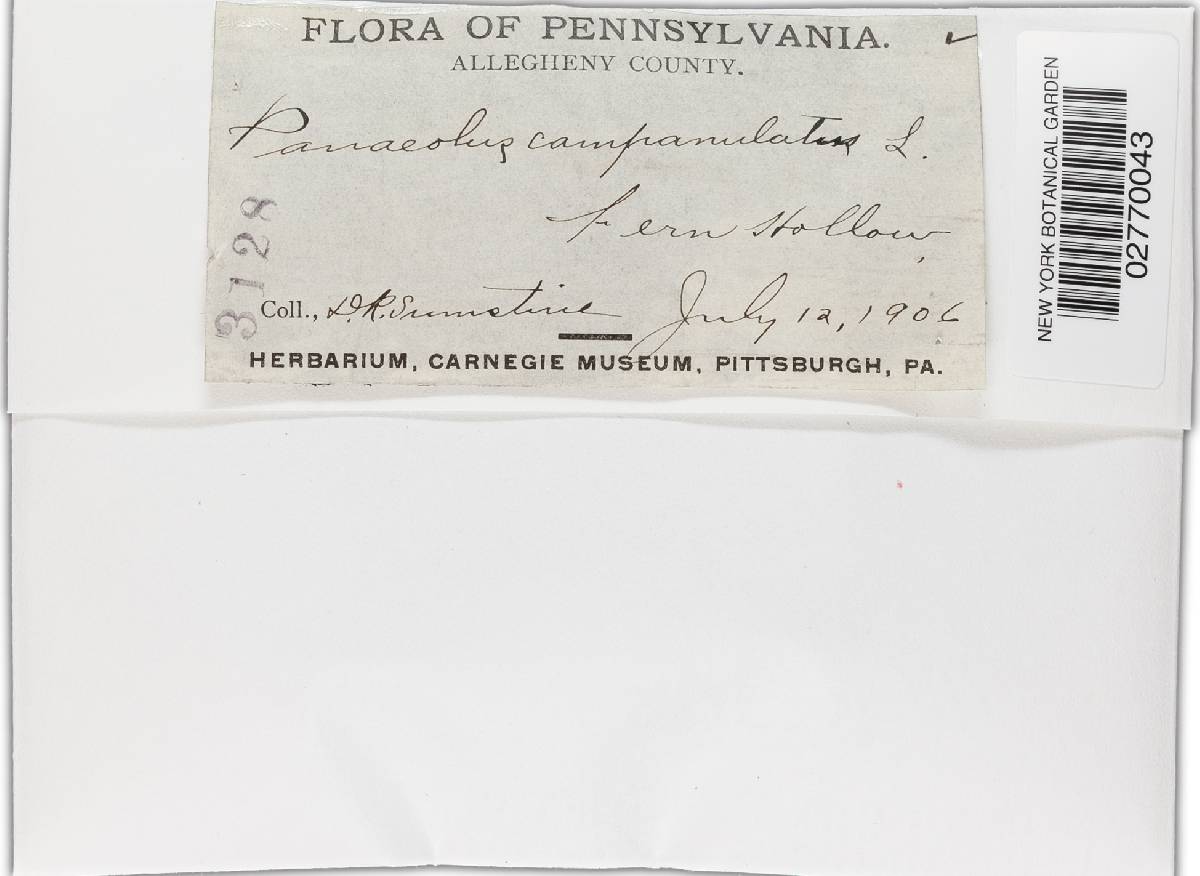 FLORA OF PENNSYLVANIA.
ALLEGHENY COUNTY.
Panaeolus campanulatus L.
Fern Hollow,
3128
Coll., D.R. Sumstine July 12, 1906
HERBARIUM, CARNEGIE MUSEUM, PITTSBURGH, PA.
NEW YORK BOTANICAL GARDEN
02770043